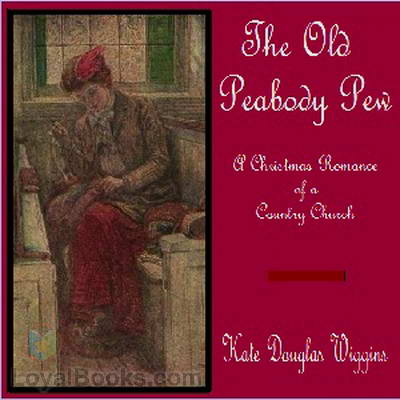 The Old
Peabody Pew
A Christmas Romance
of a
Country Church
Kate Douglas Wiggins
LoyalBooks.com